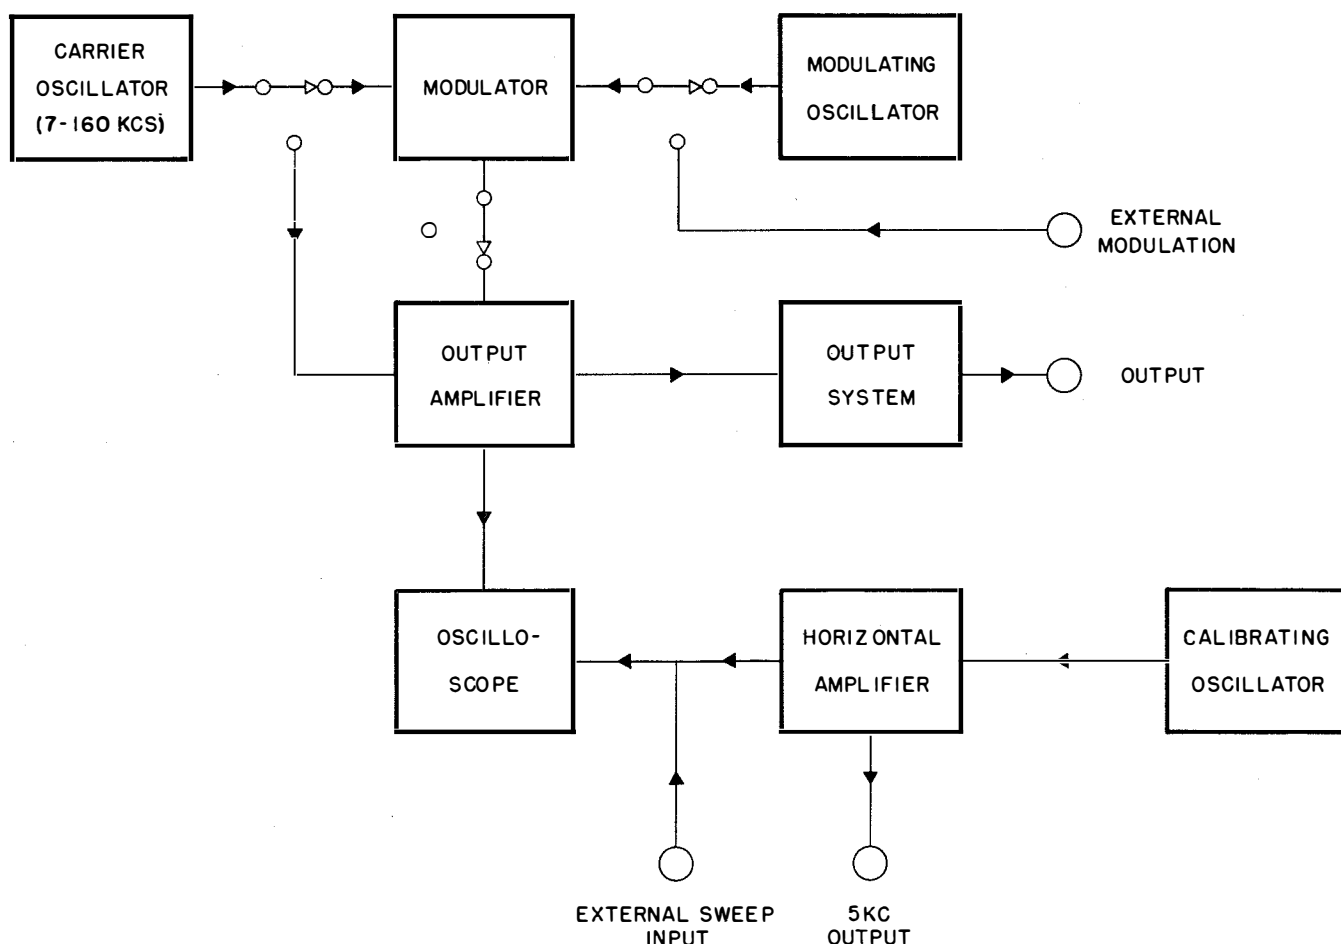 CARRIER
OSCILLATOR
(7-160 KCS)
MODULATOR
MODULATING
OSCILLATOR
EXTERNAL
MODULATION
OUTPUT
AMPLIFIER
OUTPUT
SYSTEM
OUTPUT
OSCILLO-
SCOPE
HORIZONTAL
AMPLIFIER
CALIBRATING
OSCILLATOR
EXTERNAL SWEEP
INPUT
5KC
OUTPUT